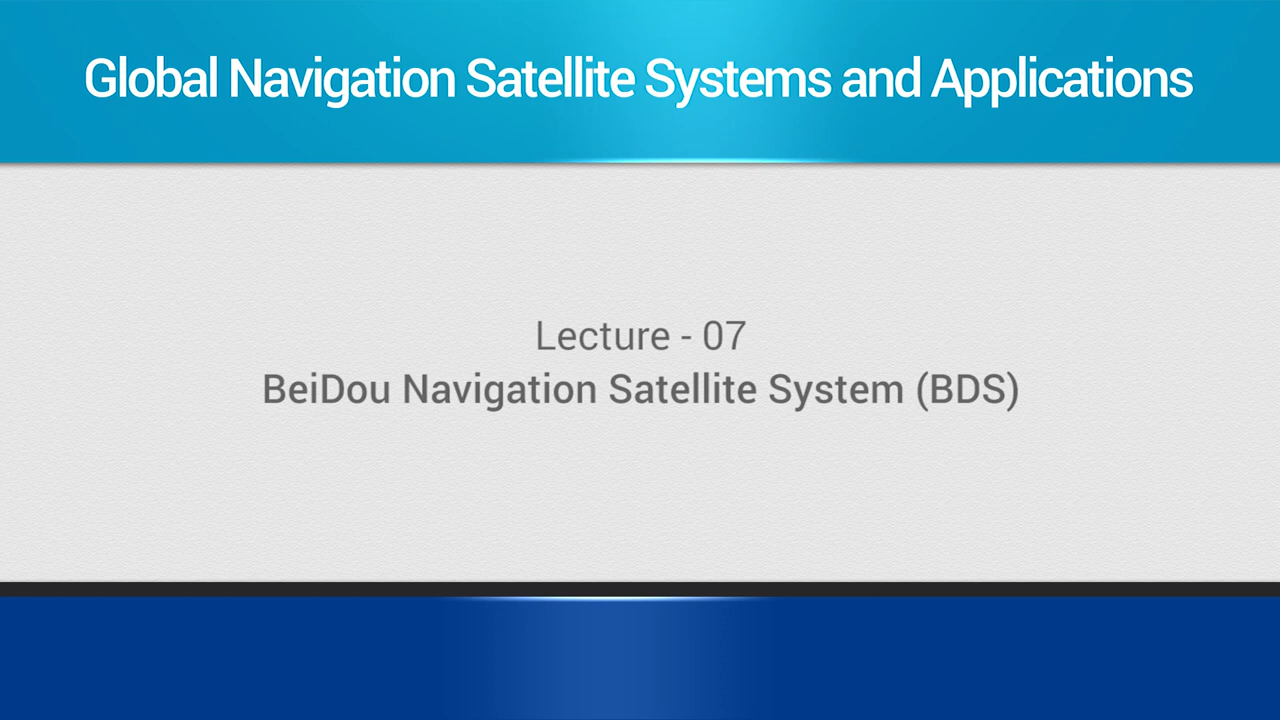 Global Navigation Satellite Systems and Applications
Lecture - 07
BeiDou Navigation Satellite System (BDS)